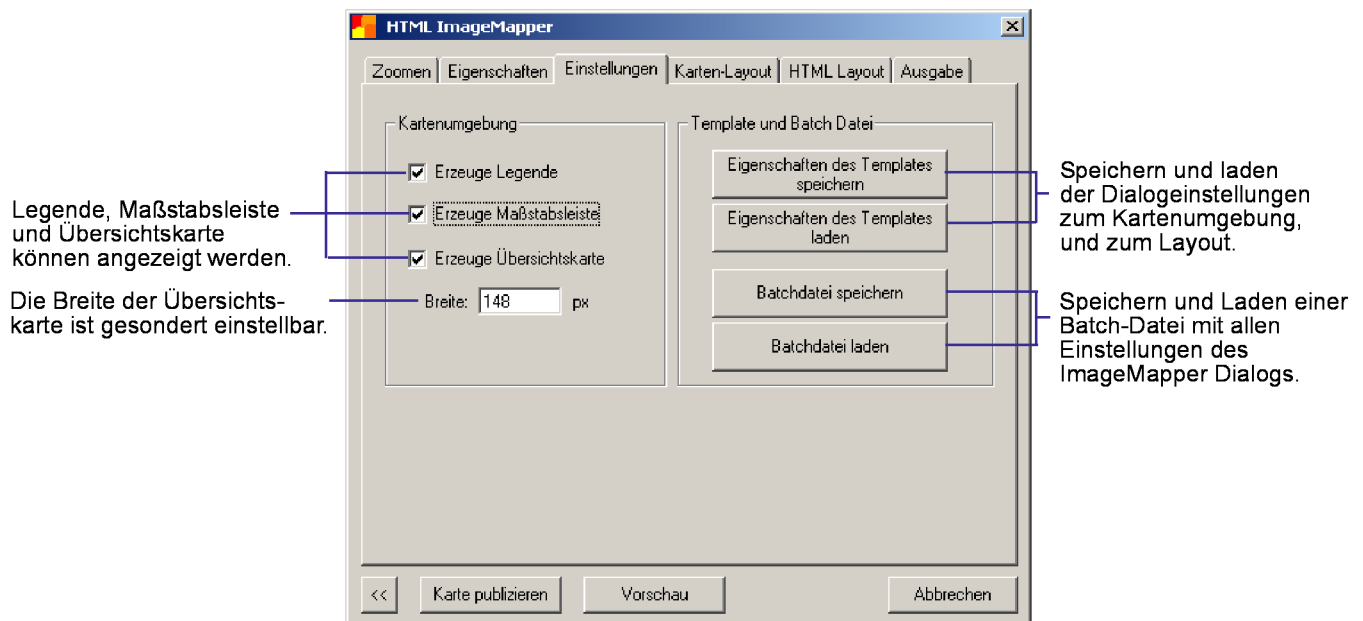 HTML ImageMapper
Zoomen
Eigenschaften
Einstellungen
Karten-Layout
HTML Layout
Ausgabe
Kartenumgebung
Erzeuge Legende
Erzeuge Maßstabsleiste
Erzeuge Übersichtskarte
Breite: 148 px
Template und Batch Datei
Eigenschaften des Templates
speichern
Eigenschaften des Templates
laden
Batchdatei speichern
Batchdatei laden
Legende, Maßstabsleiste
und Übersichtskarte
können angezeigt werden.
Die Breite der Übersichts-
karte ist gesondert einstellbar.
Speichern und laden
der Dialogeinstellungen
zum Kartenumgebung,
und zum Layout.
Speichern und Laden einer
Batch-Datei mit allen
Einstellungen des
ImageMapper Dialogs.
<<
Karte publizieren
Vorschau
Abbrechen